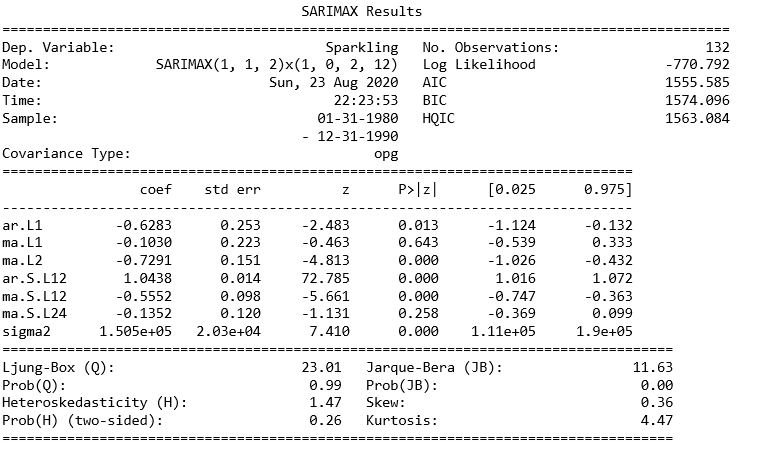 SARIMAX Results
==========================================================================================
Dep. Variable: Sparkling No. Observations: 132
Model: SARIMAX(1, 1, 2)x(1, 0, 2, 12) Log Likelihood -770.792
Date: Sun, 23 Aug 2020 AIC 1555.585
Time: 22:23:53 BIC 1574.096
Sample: 01-31-1980 HQIC 1563.084
- 12-31-1990
Covariance Type: opg
==============================================================================
coef std err z P>|z| [0.025 0.975]
------------------------------------------------------------------------------
ar.L1 -0.6283 0.253 -2.483 0.013 -1.124 -0.132
ma.L1 -0.1030 0.223 -0.463 0.643 -0.539 0.333
ma.L2 -0.7291 0.151 -4.813 0.000 -1.026 -0.432
ar.S.L12 1.0438 0.014 72.785 0.000 1.016 1.072
ma.S.L12 -0.5552 0.098 -5.661 0.000 -0.747 -0.363
ma.S.L24 -0.1352 0.120 -1.131 0.258 -0.369 0.099
sigma2 1.505e+05 2.03e+04 7.410 0.000 1.11e+05 1.9e+05
===================================================================================
Ljung-Box (Q): 23.01 Jarque-Bera (JB): 11.63
Prob(Q): 0.99 Prob(JB): 0.00
Heteroskedasticity (H): 1.47 Skew: 0.36
Prob(H) (two-sided): 0.26 Kurtosis: 4.47
===================================================================================